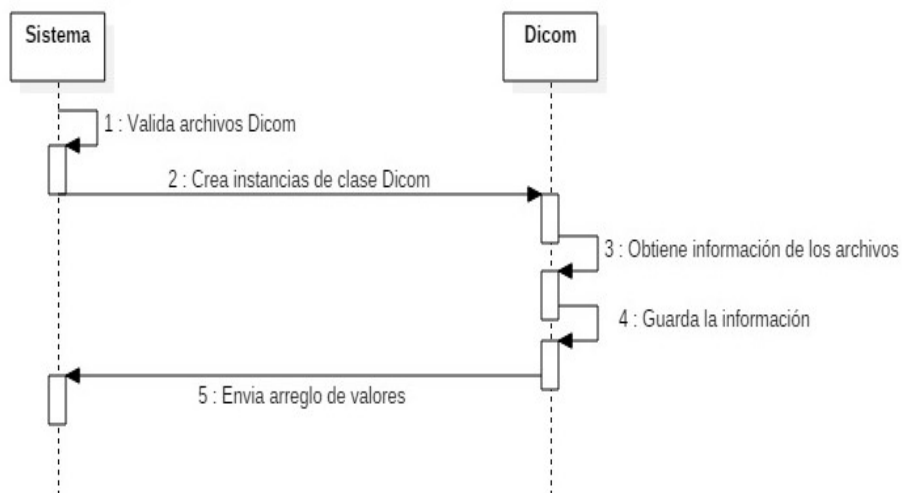 Sistema
Dicom
1 : Valida archivos Dicom
2 : Crea instancias de clase Dicom
3 : Obtiene información de los archivos
4 : Guarda la información
5 : Envia arreglo de valores